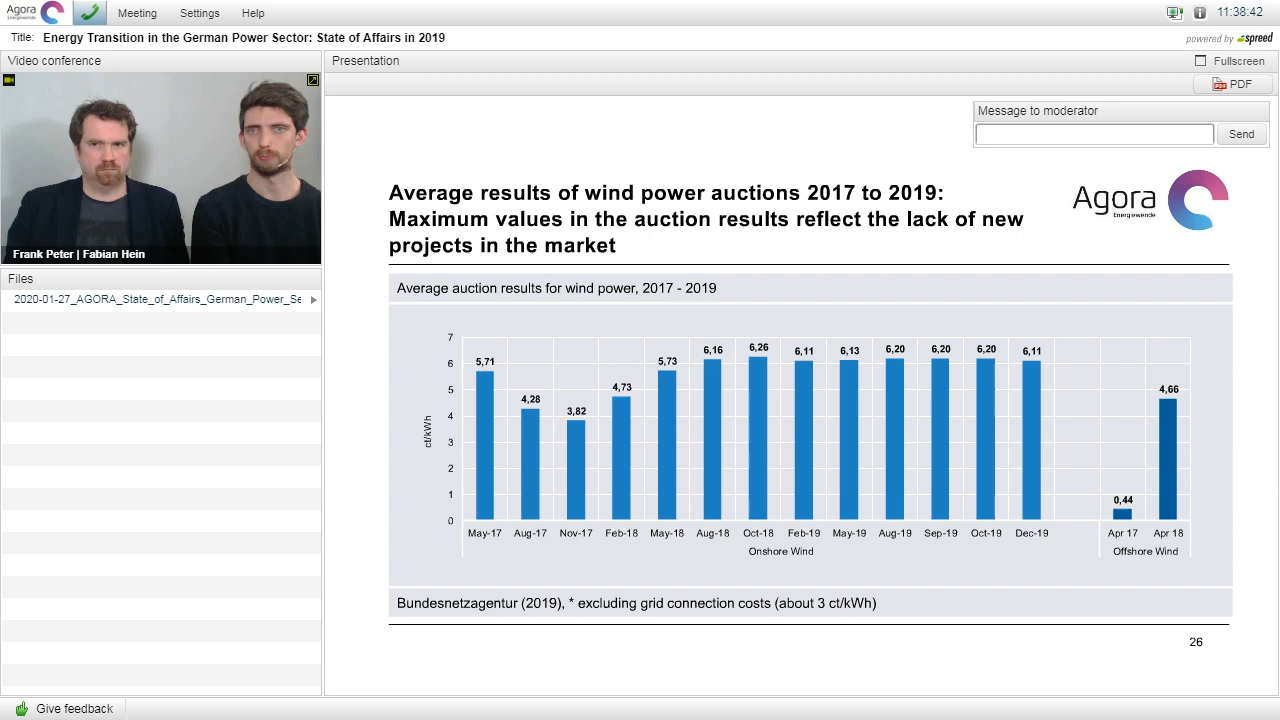 Agora
Energiewende
Meeting
Settings
Help
11:38:42
Title: Energy Transition in the German Power Sector: State of Affairs in 2019
powered by spreed
Video conference
Presentation
Fullscreen
PDF
Message to moderator
Send
Frank Peter | Fabian Hein
Files
2020-01-27_AGORA_State_of_Affairs_German_Power_Se
Average results of wind power auctions 2017 to 2019:
Maximum values in the auction results reflect the lack of new
projects in the market
Agora
Energiewende
Average auction results for wind power, 2017 - 2019
ct/kWh
7
6
5
4
3
2
1
0
5,71
4,28
3,82
4,73
5,73
6,16
6,26
6,11
6,13
6,20
6,20
6,20
6,11
0,44
4,66
May-17 Aug-17 Nov-17 Feb-18 May-18 Aug-18 Oct-18 Feb-19 May-19 Aug-19 Sep-19 Oct-19 Dec-19 Apr 17 Apr 18
Onshore Wind Offshore Wind
Bundesnetzagentur (2019), * excluding grid connection costs (about 3 ct/kWh)
26
Give feedback